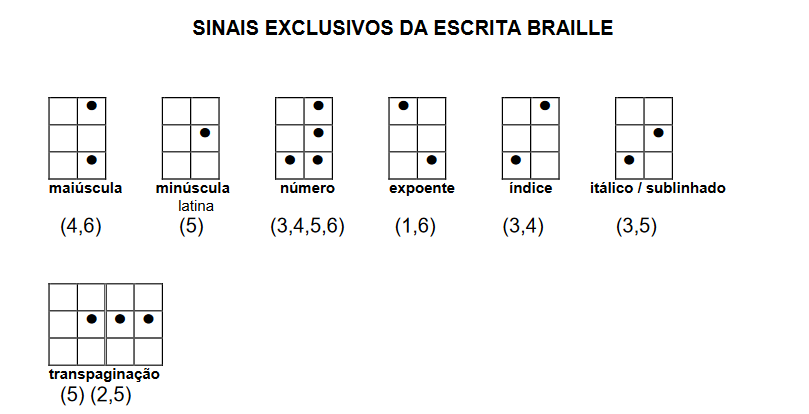 SINAIS EXCLUSIVOS DA ESCRITA BRAILLE
maiúscula minúscula número expoente índice itálico / sublinhado
latina
(4,6) (5) (3,4,5,6) (1,6) (3,4) (3,5)
transpaginação
(5) (2,5)